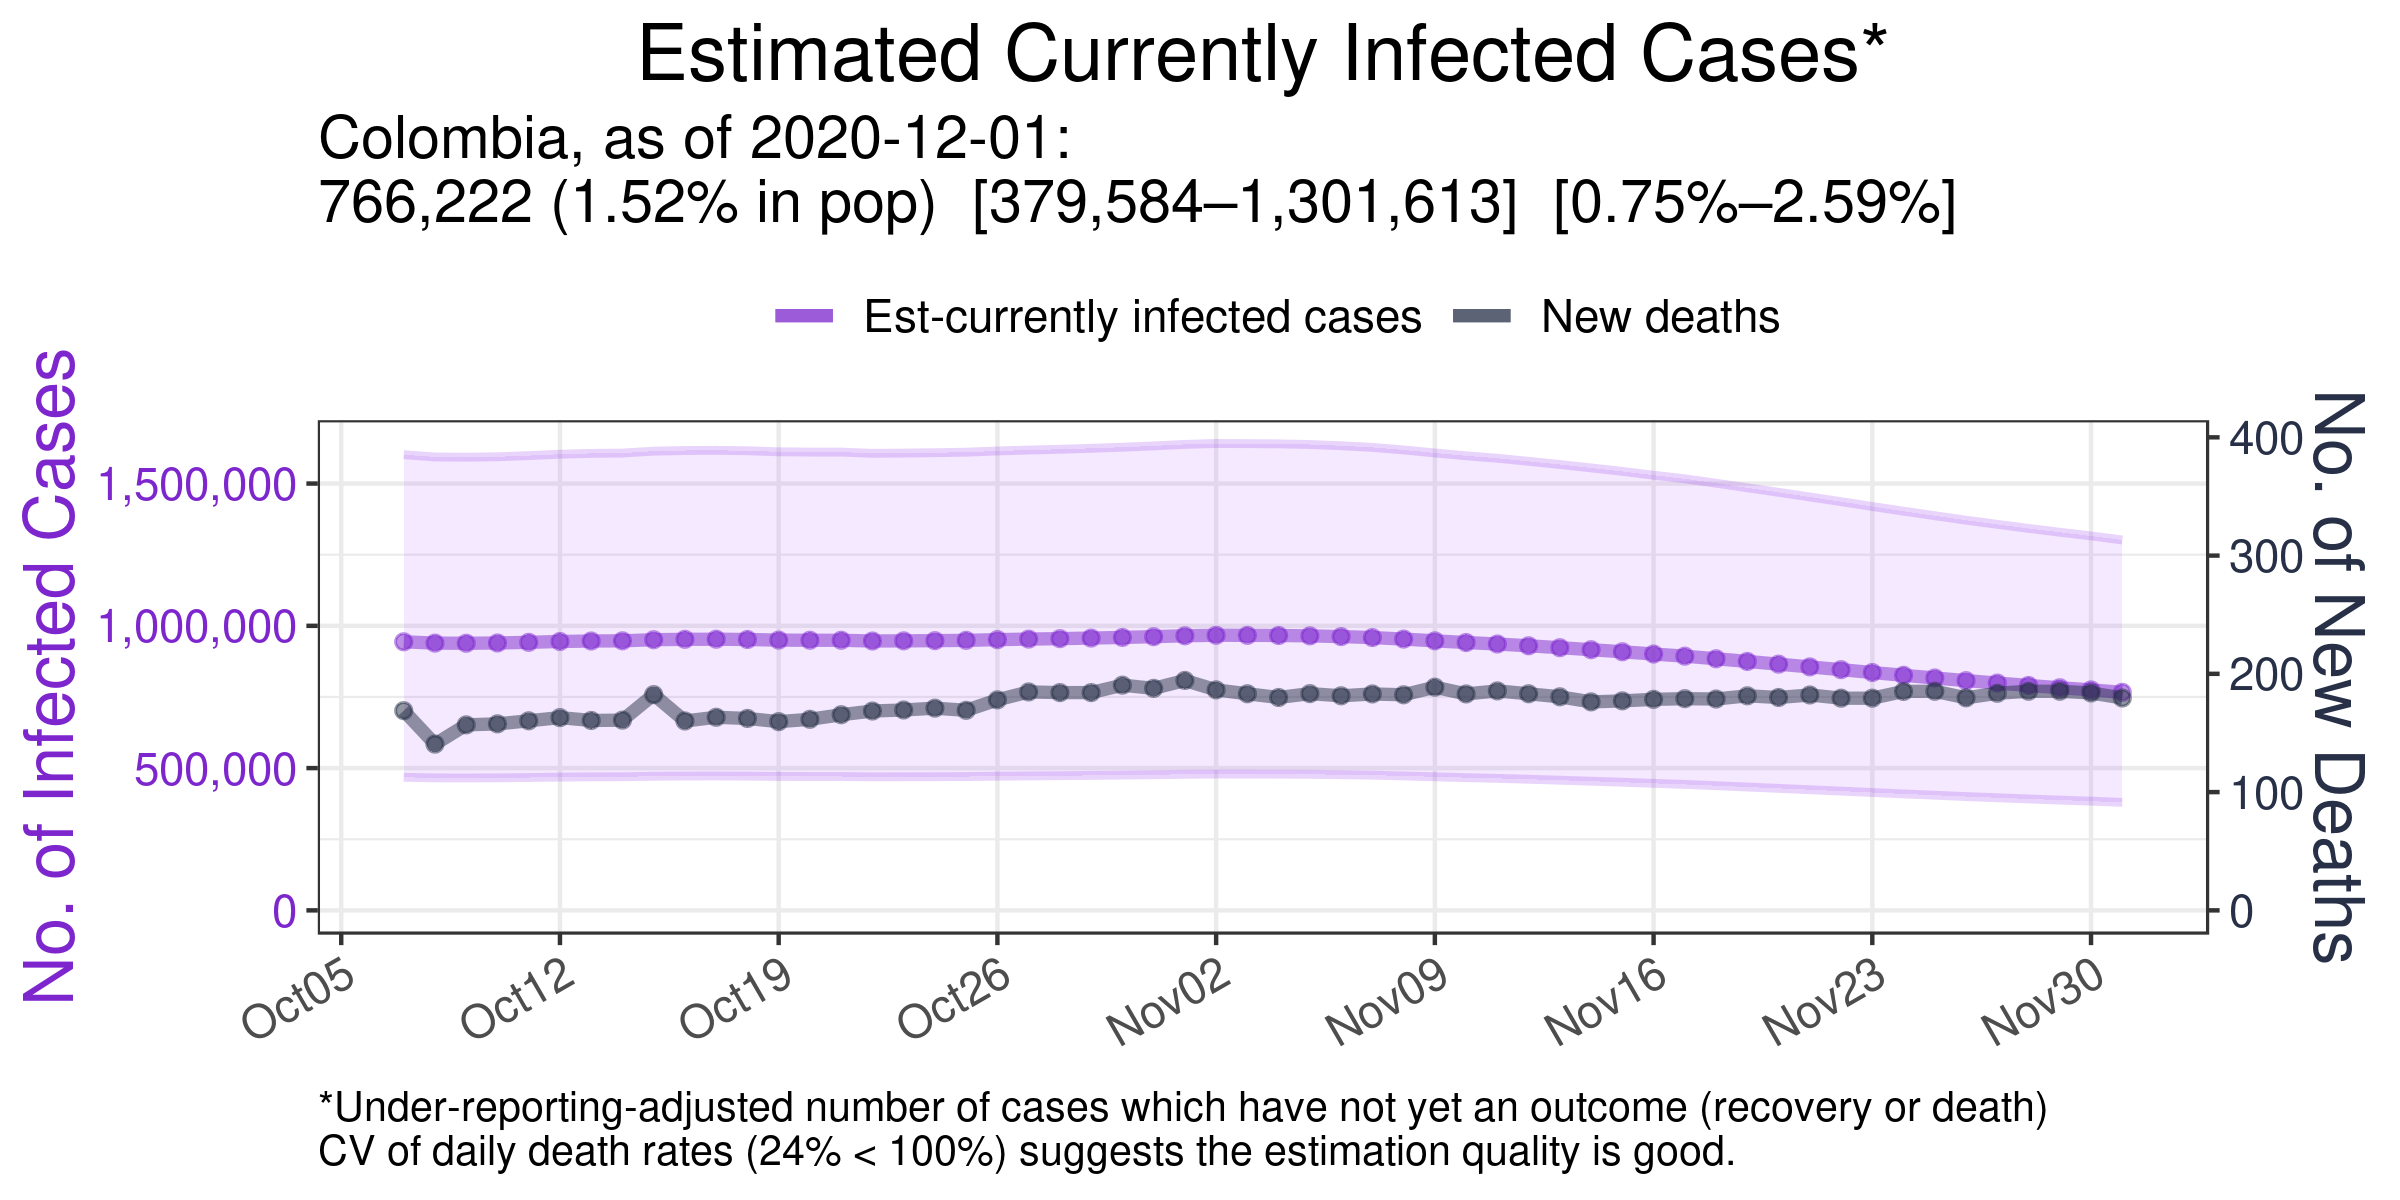 Estimated Currently Infected Cases*
Colombia, as of 2020-12-01:
766,222 (1.52% in pop)  [379,584–1,301,613]  [0.75%–2.59%]
Est-currently infected cases
New deaths
No. of Infected Cases
1,500,000
1,000,000
500,000
0
400
300
200
100
0
No. of New Deaths
Oct05
Oct12
Oct19
Oct26
Nov02
Nov09
Nov16
Nov23
Nov30
*Under-reporting-adjusted number of cases which have not yet an outcome (recovery or death)
CV of daily death rates (24% < 100%) suggests the estimation quality is good.